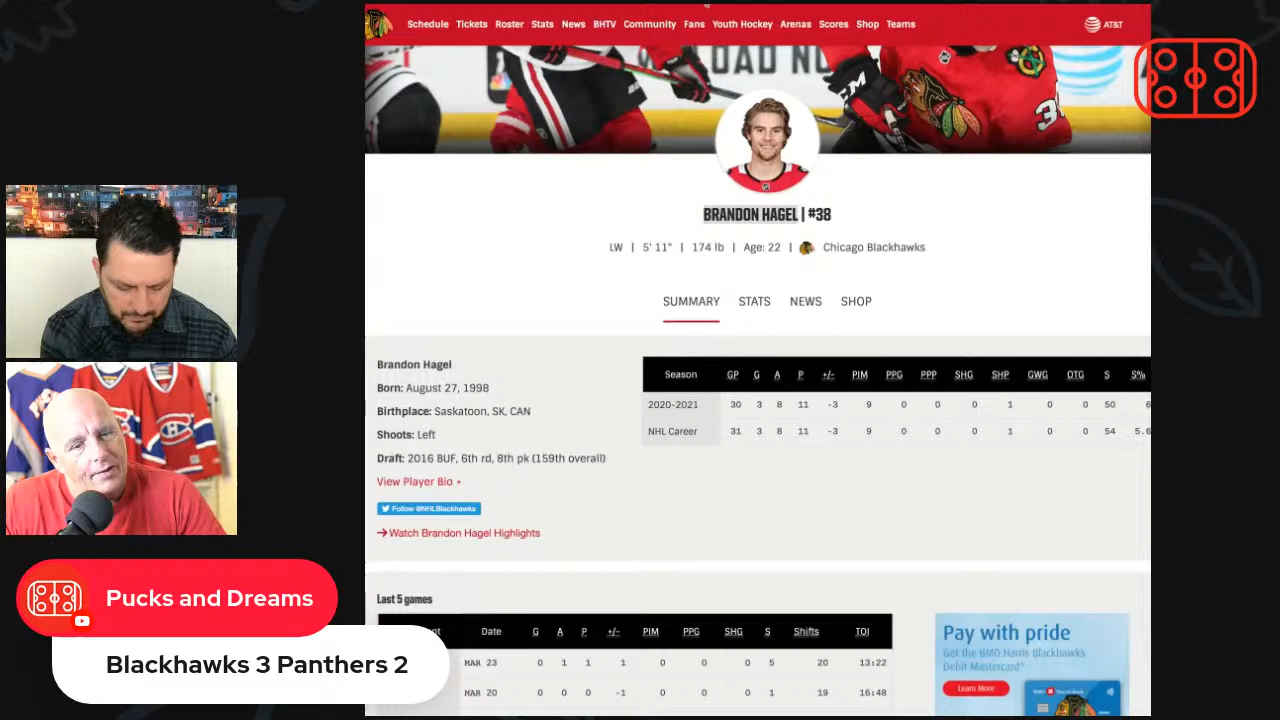 Schedule Tickets Roster Stats News BHTV Community Fans Youth Hockey Arenas Scores Shop Teams
AT&T
BRANDON HAGEL | #38
LW | 5' 11" | 174 lb | Age: 22 | Chicago Blackhawks
SUMMARY STATS NEWS SHOP
Brandon Hagel
Born: August 27, 1998
Birthplace: Saskatoon, SK, CAN
Shoots: Left
Draft: 2016 BUF, 6th rd, 8th pk (159th overall)
View Player Bio +
Follow @NHLBlackhawks
Watch Brandon Hagel Highlights
Season GP G A P +/- PIM PPG PPP SHG SHP GWG OTG S S%
2020-2021 30 3 8 11 -3 9 0 0 0 1 0 0 50 6
NHL Career 31 3 8 11 -3 9 0 0 0 1 0 0 54 5.6
Last 5 games
Date G A P +/- PIM PPG SHG S Shifts TOI
MAR 23 0 1 1 1 0 0 0 5 20 13:22
MAR 20 0 0 0 -1 0 0 0 1 19 16:48
Pay with pride
Get the BMO Harris Blackhawks
Debit Mastercard®
Learn More
Pucks and Dreams
Blackhawks 3 Panthers 2